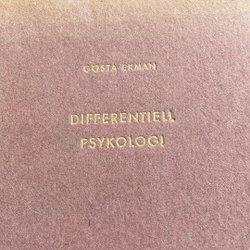 GÖSTA EKMAN
DIFFERENTIELL
PSYKOLOGI